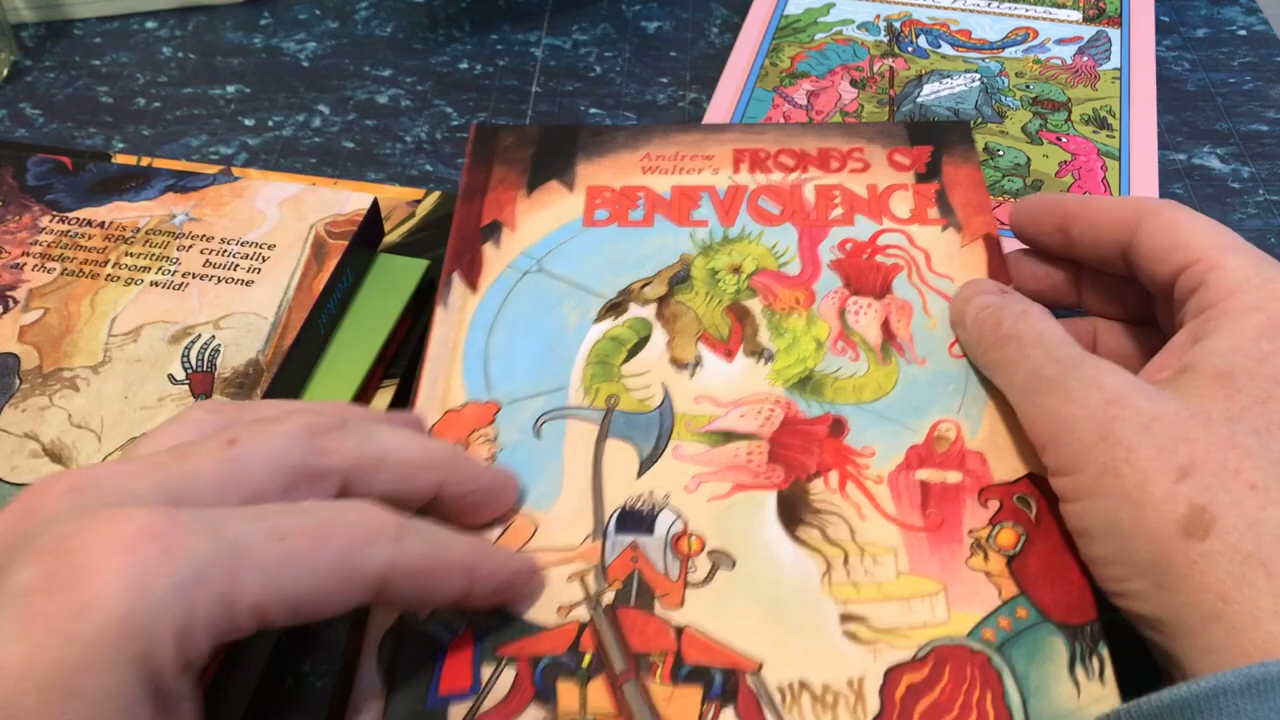 Andrew
Walter's
FRONDS OF
BENEVOLENCE
TROIKA! is a complete science
fantasy RPG full of critically
acclaimed writing, built-in
wonder and room for everyone
at the table to go wild!
Troika!